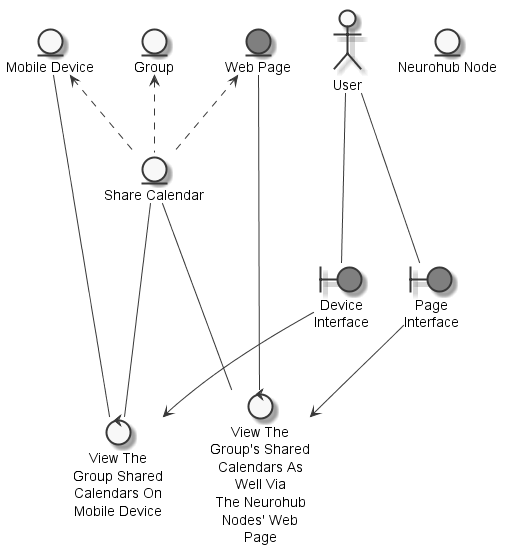 Mobile Device
Group
Web Page
User
Neurohub Node
Share Calendar
Device
Interface
Page
Interface
View The
Group Shared
Calendars On
Mobile Device
View The
Group's Shared
Calendars As
Well Via
The Neurohub
Nodes' Web
Page